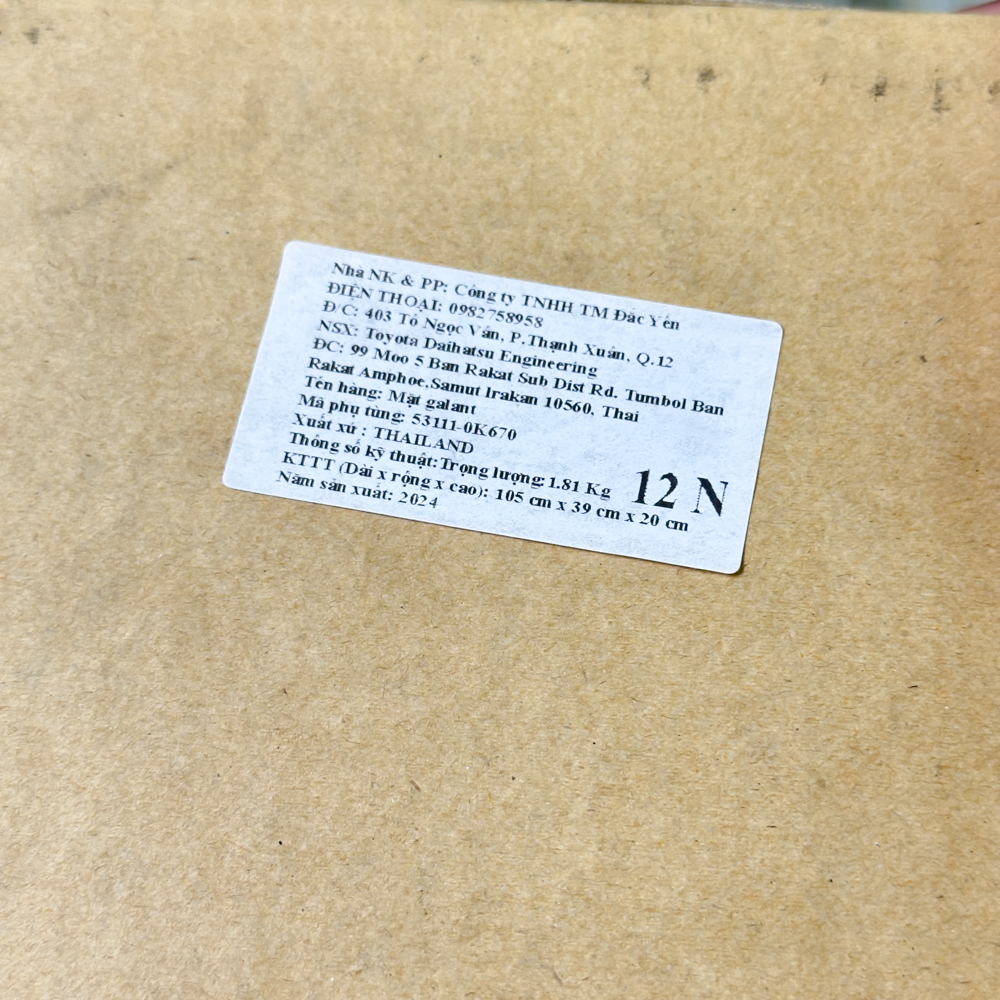 Nhà NK & PP: Công ty TNHH TM Đắc Yến
ĐIỆN THOẠI: 0982758958
Đ/C: 403 Tô Ngọc Vân, P.Thạnh Xuân, Q.12
NSX: Toyota Daihatsu Engineering
ĐC: 99 Moo 5 Ban Rakat Sub Dist Rd. Tumbol Ban
Rakat Amphoe,Samut lrakan 10560, Thai
Tên hàng: Mặt galant
Mã phụ tùng: 53111-0K670
Xuất xứ : THAILAND
Thông số kỹ thuật:Trọng lượng:1.81 Kg
KTTT (Dài x rộng x cao): 105 cm x 39 cm x 20 cm
Năm sản xuất: 2024
12 N